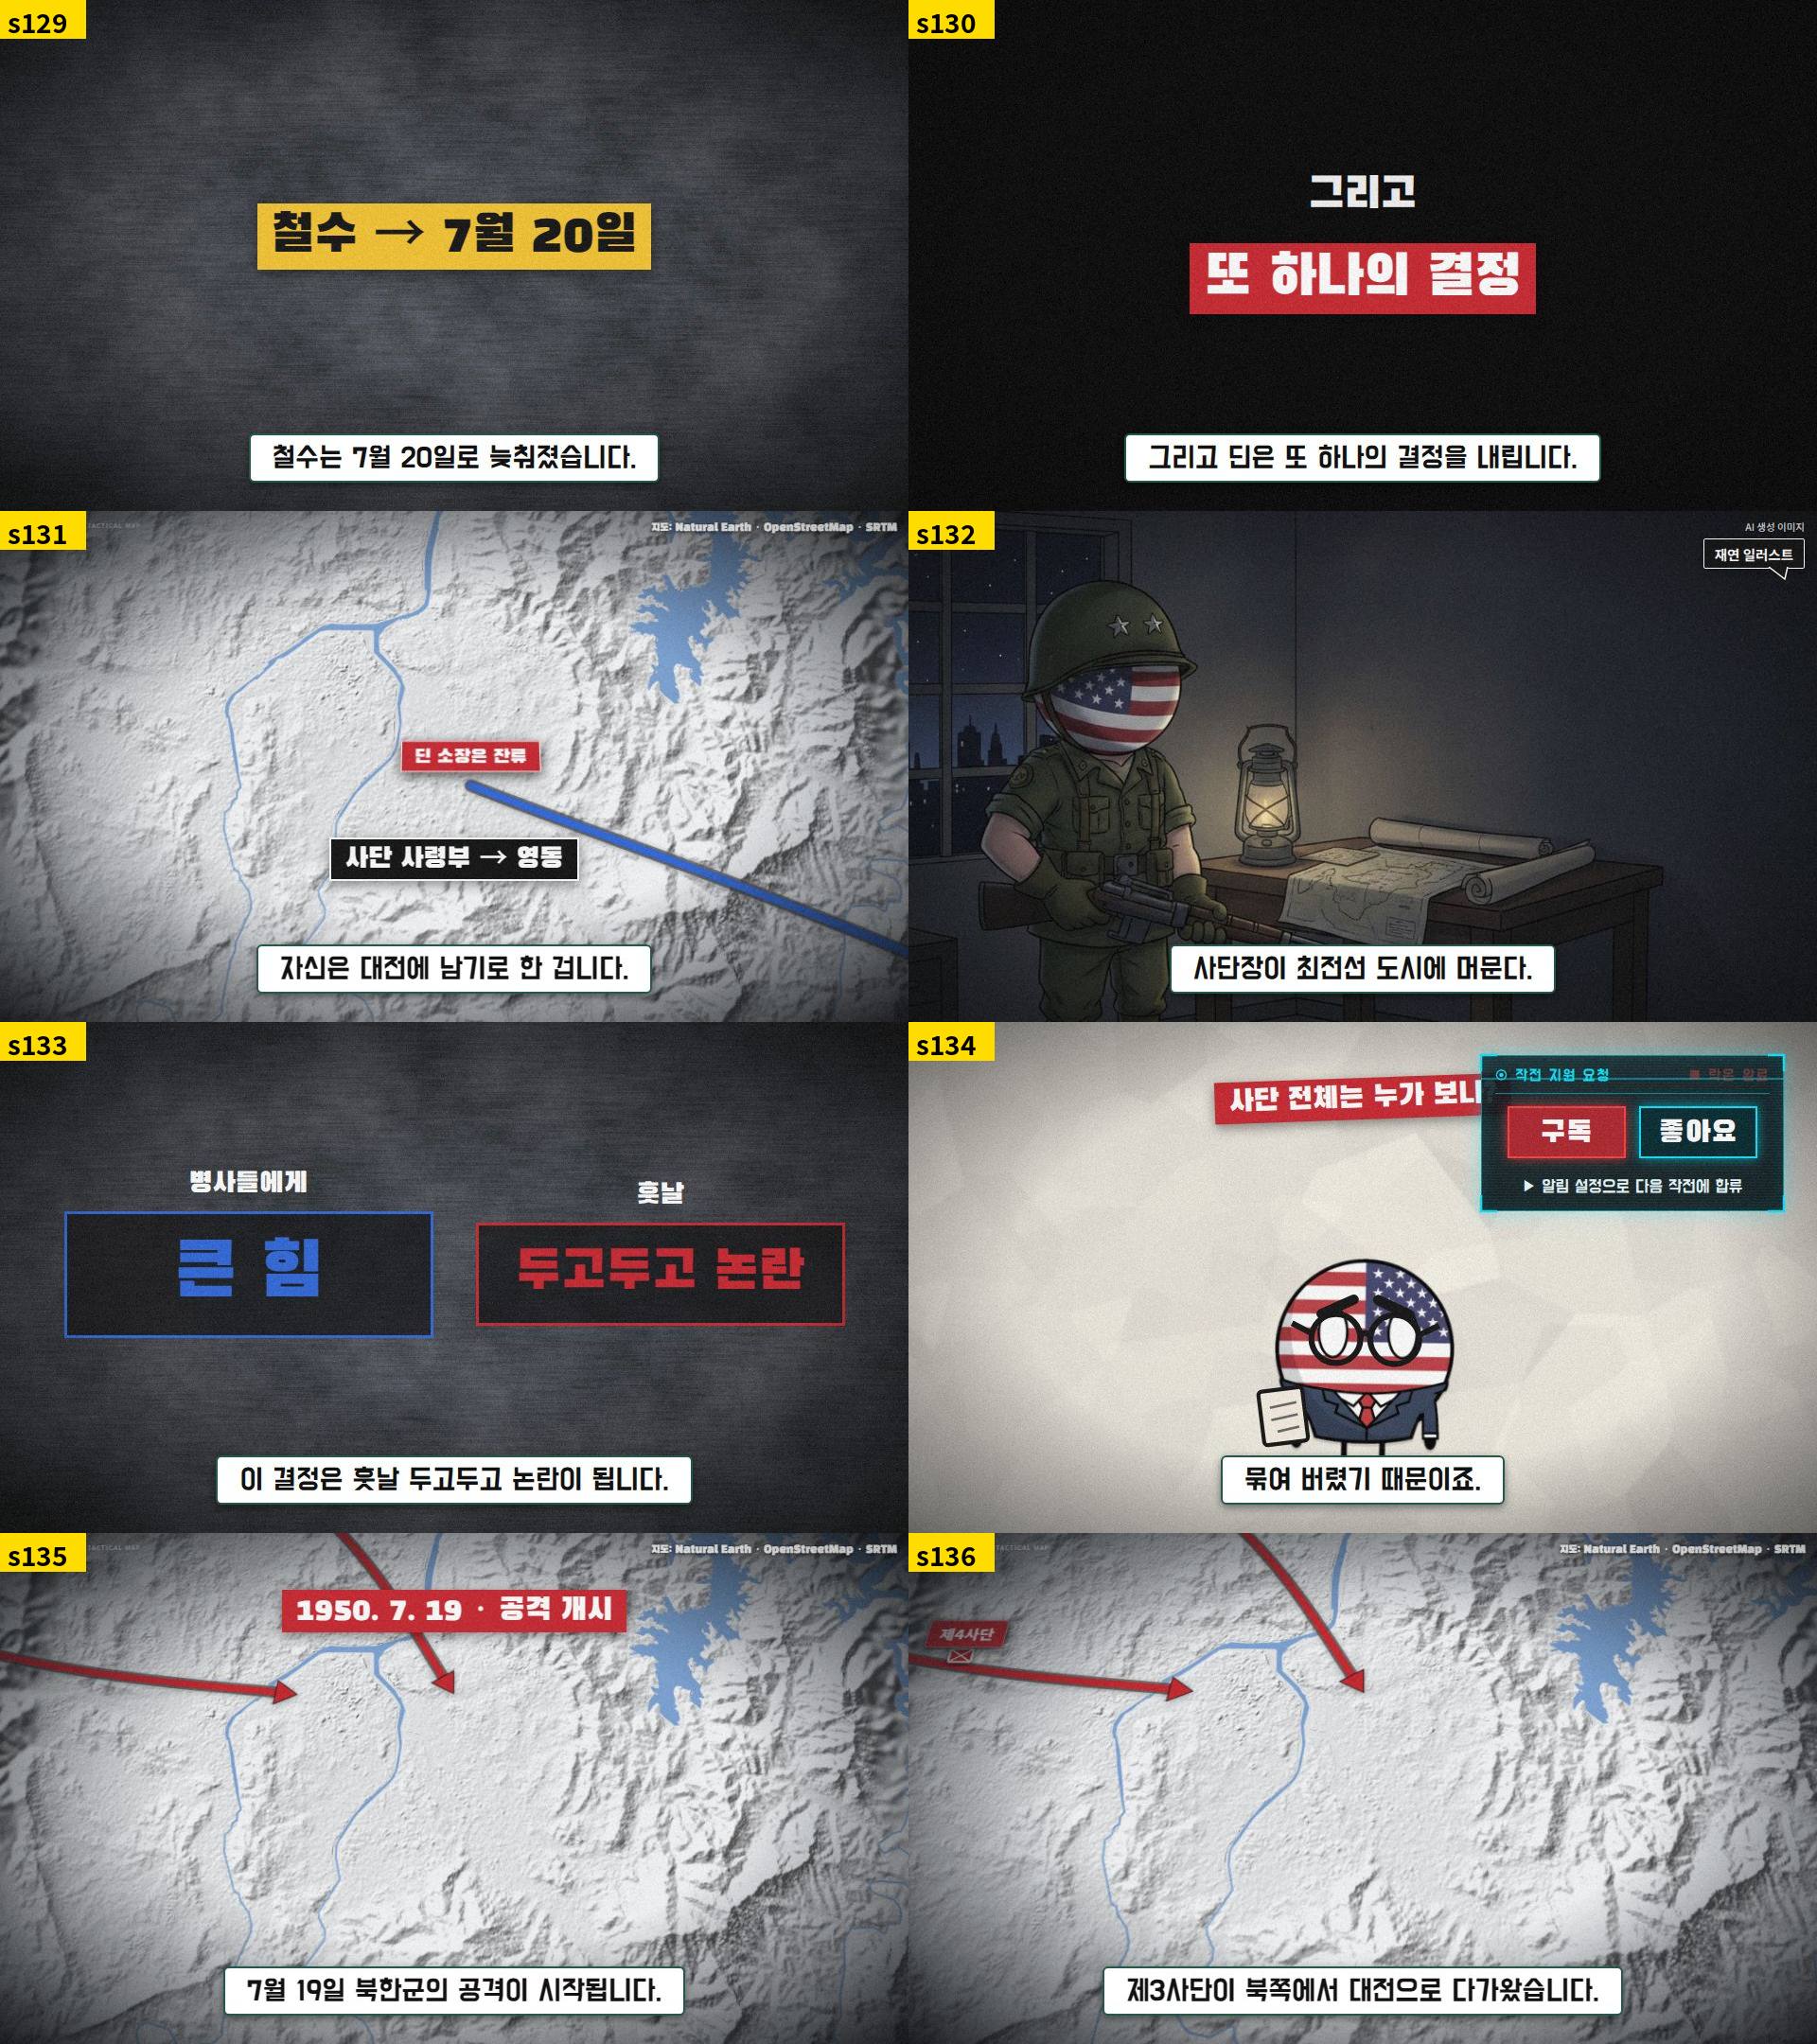 s129
철수 → 7월 20일
철수는 7월 20일로 늦춰졌습니다.
s130
그리고
또 하나의 결정
그리고 딘은 또 하나의 결정을 내립니다.
s131
TACTICAL MAP
지도: Natural Earth · OpenStreetMap · SRTM
딘 소장은 잔류
사단 사령부 → 영동
자신은 대전에 남기로 한 겁니다.
s132
AI 생성 이미지
재연 일러스트
사단장이 최전선 도시에 머문다.
s133
병사들에게
큰 힘
훗날
두고두고 논란
이 결정은 훗날 두고두고 논란이 됩니다.
s134
사단 전체는 누가 보니?
작전 지원 요청
락온 완료
구독
좋아요
▶ 알림 설정으로 다음 작전에 합류
묶여 버렸기 때문이죠.
s135
TACTICAL MAP
지도: Natural Earth · OpenStreetMap · SRTM
1950. 7. 19 · 공격 개시
7월 19일 북한군의 공격이 시작됩니다.
s136
TACTICAL MAP
지도: Natural Earth · OpenStreetMap · SRTM
제4사단
제3사단이 북쪽에서 대전으로 다가왔습니다.